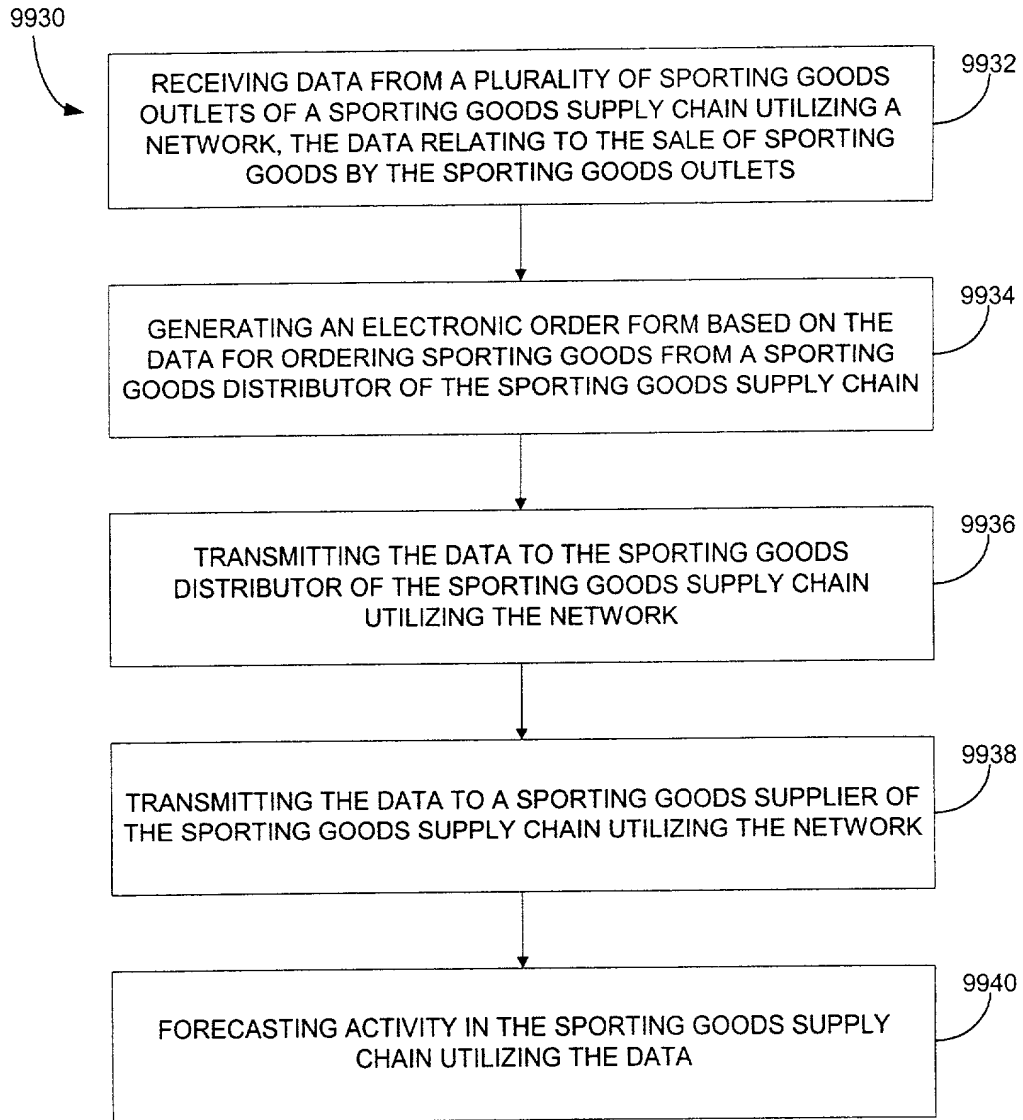 9930
RECEIVING DATA FROM A PLURALITY OF SPORTING GOODS
OUTLETS OF A SPORTING GOODS SUPPLY CHAIN UTILIZING A
NETWORK, THE DATA RELATING TO THE SALE OF SPORTING
GOODS BY THE SPORTING GOODS OUTLETS
9932
GENERATING AN ELECTRONIC ORDER FORM BASED ON THE
DATA FOR ORDERING SPORTING GOODS FROM A SPORTING
GOODS DISTRIBUTOR OF THE SPORTING GOODS SUPPLY CHAIN
9934
TRANSMITTING THE DATA TO THE SPORTING GOODS
DISTRIBUTOR OF THE SPORTING GOODS SUPPLY CHAIN
UTILIZING THE NETWORK
9936
TRANSMITTING THE DATA TO A SPORTING GOODS SUPPLIER OF
THE SPORTING GOODS SUPPLY CHAIN UTILIZING THE NETWORK
9938
FORECASTING ACTIVITY IN THE SPORTING GOODS SUPPLY
CHAIN UTILIZING THE DATA
9940